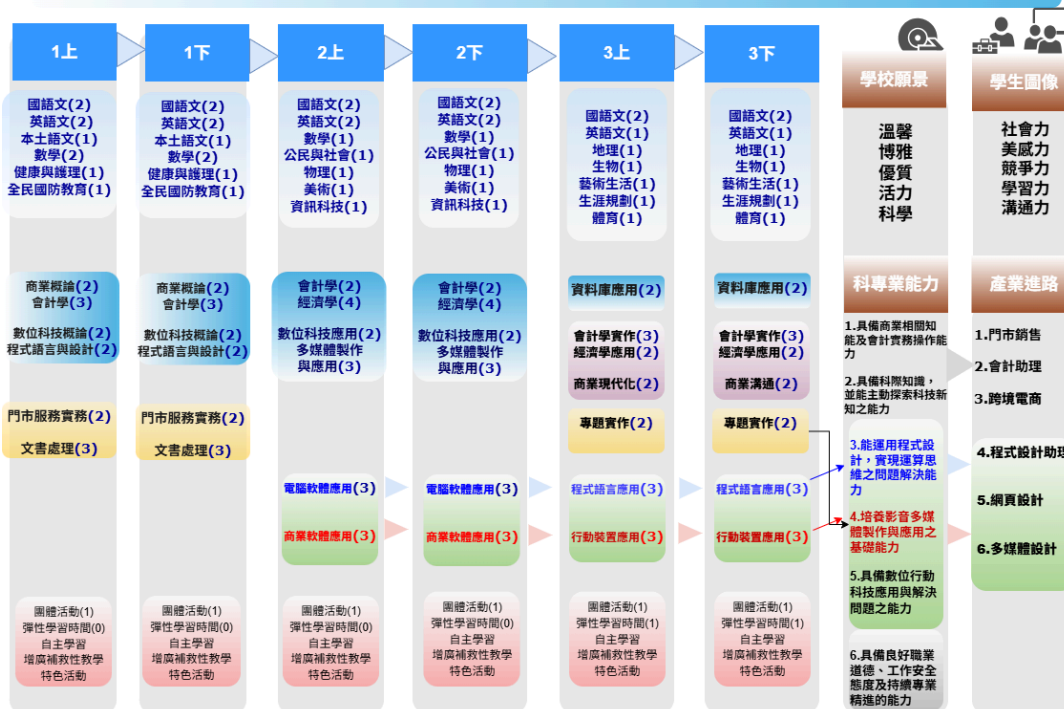 1上
1下
2上
2下
3上
3下
國語文(2)
英語文(2)
本土語文(1)
數學(2)
健康與護理(1)
全民國防教育(1)
國語文(2)
英語文(2)
本土語文(1)
數學(2)
健康與護理(1)
全民國防教育(1)
國語文(2)
英語文(2)
數學(1)
公民與社會(1)
物理(1)
美術(1)
資訊科技(1)
國語文(2)
英語文(2)
數學(1)
公民與社會(1)
物理(1)
美術(1)
資訊科技(1)
國語文(2)
英語文(1)
地理(1)
生物(1)
藝術生活(1)
生涯規劃(1)
體育(1)
國語文(2)
英語文(1)
地理(1)
生物(1)
藝術生活(1)
生涯規劃(1)
體育(1)
學校願景
溫馨
博雅
優質
活力
科學
學生圖像
社會力
美感力
競爭力
學習力
溝通力
商業概論(2)
會計學(3)
數位科技概論(2)
程式語言與設計(2)
商業概論(2)
會計學(3)
數位科技概論(2)
程式語言與設計(2)
會計學(2)
經濟學(4)
數位科技應用(2)
多媒體製作
與應用(3)
會計學(2)
經濟學(4)
數位科技應用(2)
多媒體製作
與應用(3)
資料庫應用(2)
會計學實作(3)
經濟學應用(2)
商業現代化(2)
資料庫應用(2)
會計學實作(3)
經濟學應用(2)
商業溝通(2)
門市服務實務(2)
文書處理(3)
門市服務實務(2)
文書處理(3)
專題實作(2)
專題實作(2)
電腦軟體應用(3)
電腦軟體應用(3)
程式語言應用(3)
程式語言應用(3)
商業軟體應用(3)
商業軟體應用(3)
行動裝置應用(3)
行動裝置應用(3)
團體活動(1)
彈性學習時間(0)
自主學習
增廣補救性教學
特色活動
團體活動(1)
彈性學習時間(0)
自主學習
增廣補救性教學
特色活動
團體活動(1)
彈性學習時間(0)
自主學習
增廣補救性教學
特色活動
團體活動(1)
彈性學習時間(0)
自主學習
增廣補救性教學
特色活動
團體活動(1)
彈性學習時間(1)
自主學習
增廣補救性教學
特色活動
團體活動(1)
彈性學習時間(1)
自主學習
增廣補救性教學
特色活動
科專業能力
1.具備商業相關知
能及會計實務操作能
力
2.具備科際知識，
並能主動探索科技新
知之能力
3.能運用程式設
計，實現運算思
維之問題解決能
力
4.培養影音多媒
體製作與應用之
基礎能力
5.具備數位行動
科技應用與解決
問題之能力
6.具備良好職業
道德、工作安全
態度及持續專業
精進的能力
產業進路
1.門市銷售
2.會計助理
3.跨境電商
4.程式設計助理
5.網頁設計
6.多媒體設計